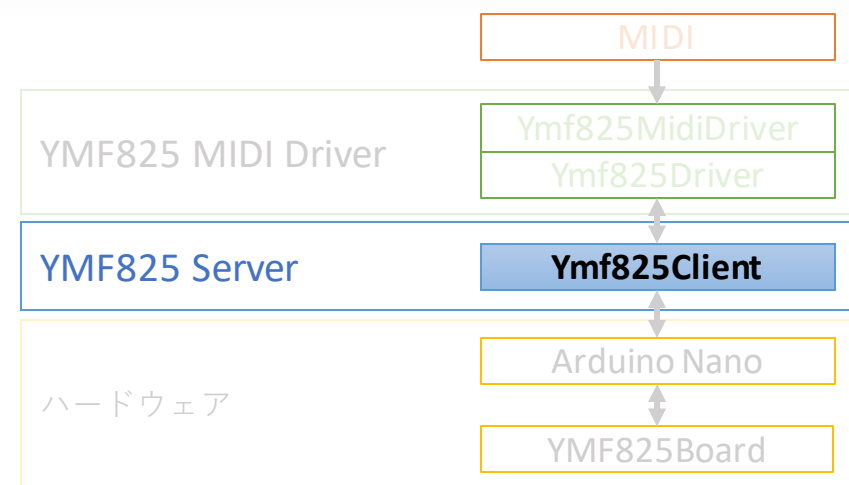 MIDI
YMF825 MIDI Driver
Ymf825MidiDriver
Ymf825Driver
YMF825 Server
Ymf825Client
ハードウェア
Arduino Nano
YMF825Board